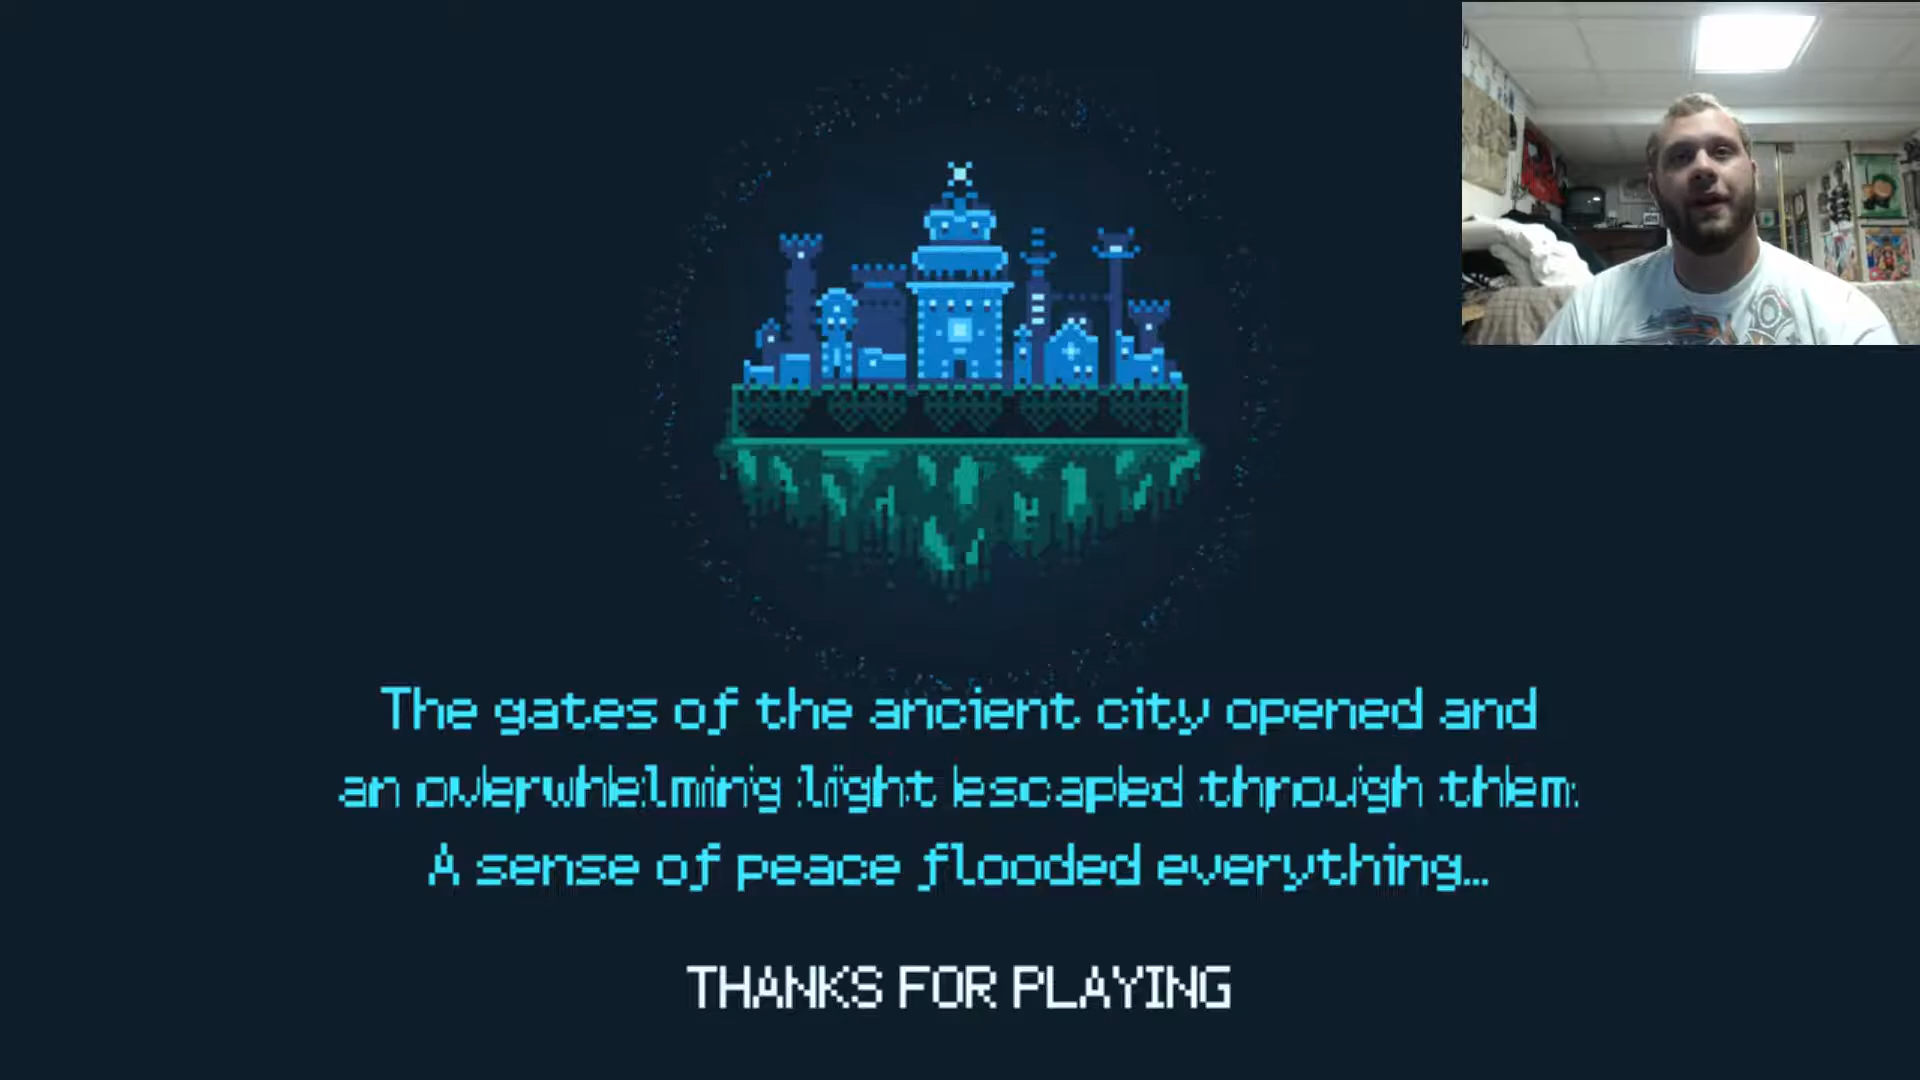 The gates of the ancient city opened and
an overwhelming light escaped through them.
A sense of peace flooded everything...
THANKS FOR PLAYING